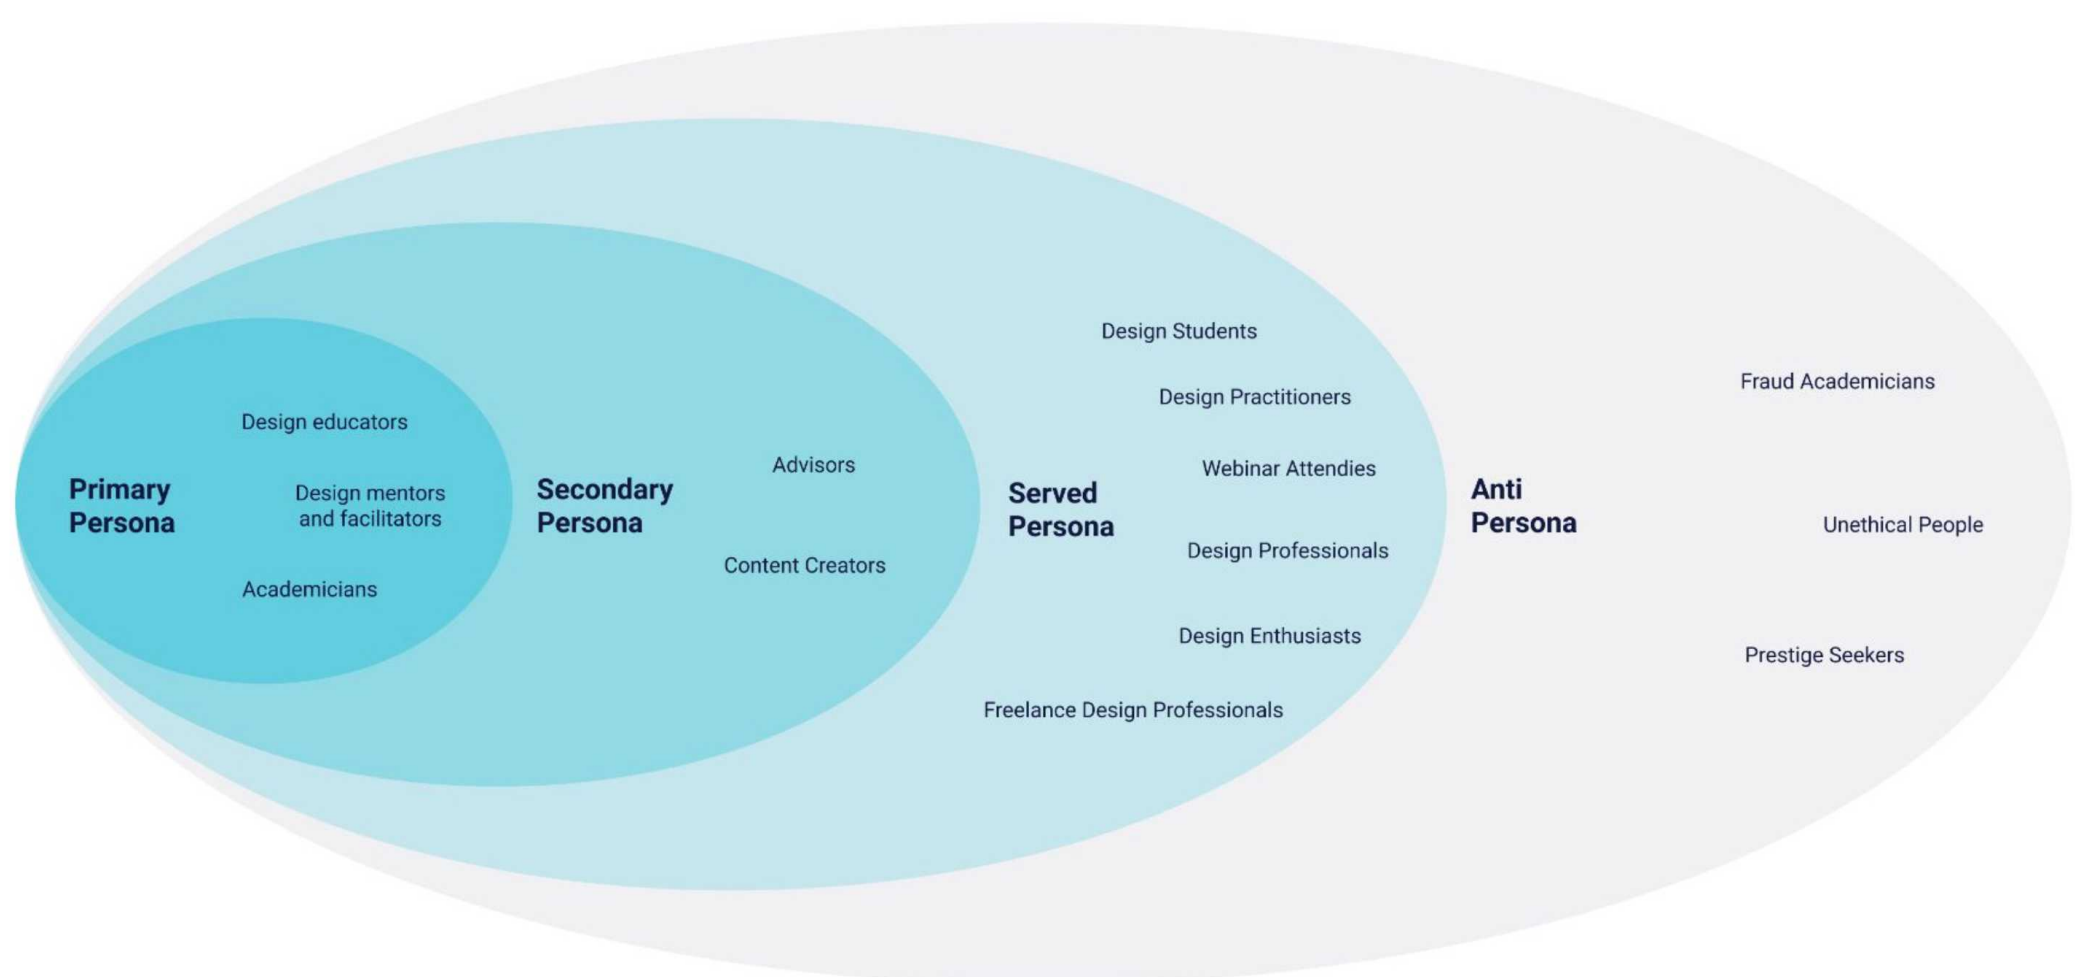 Primary
Persona
Design educators
Design mentors
and facilitators
Academicians
Secondary
Persona
Advisors
Content Creators
Served
Persona
Design Students
Design Practitioners
Webinar Attendies
Design Professionals
Design Enthusiasts
Freelance Design Professionals
Anti
Persona
Fraud Academicians
Unethical People
Prestige Seekers